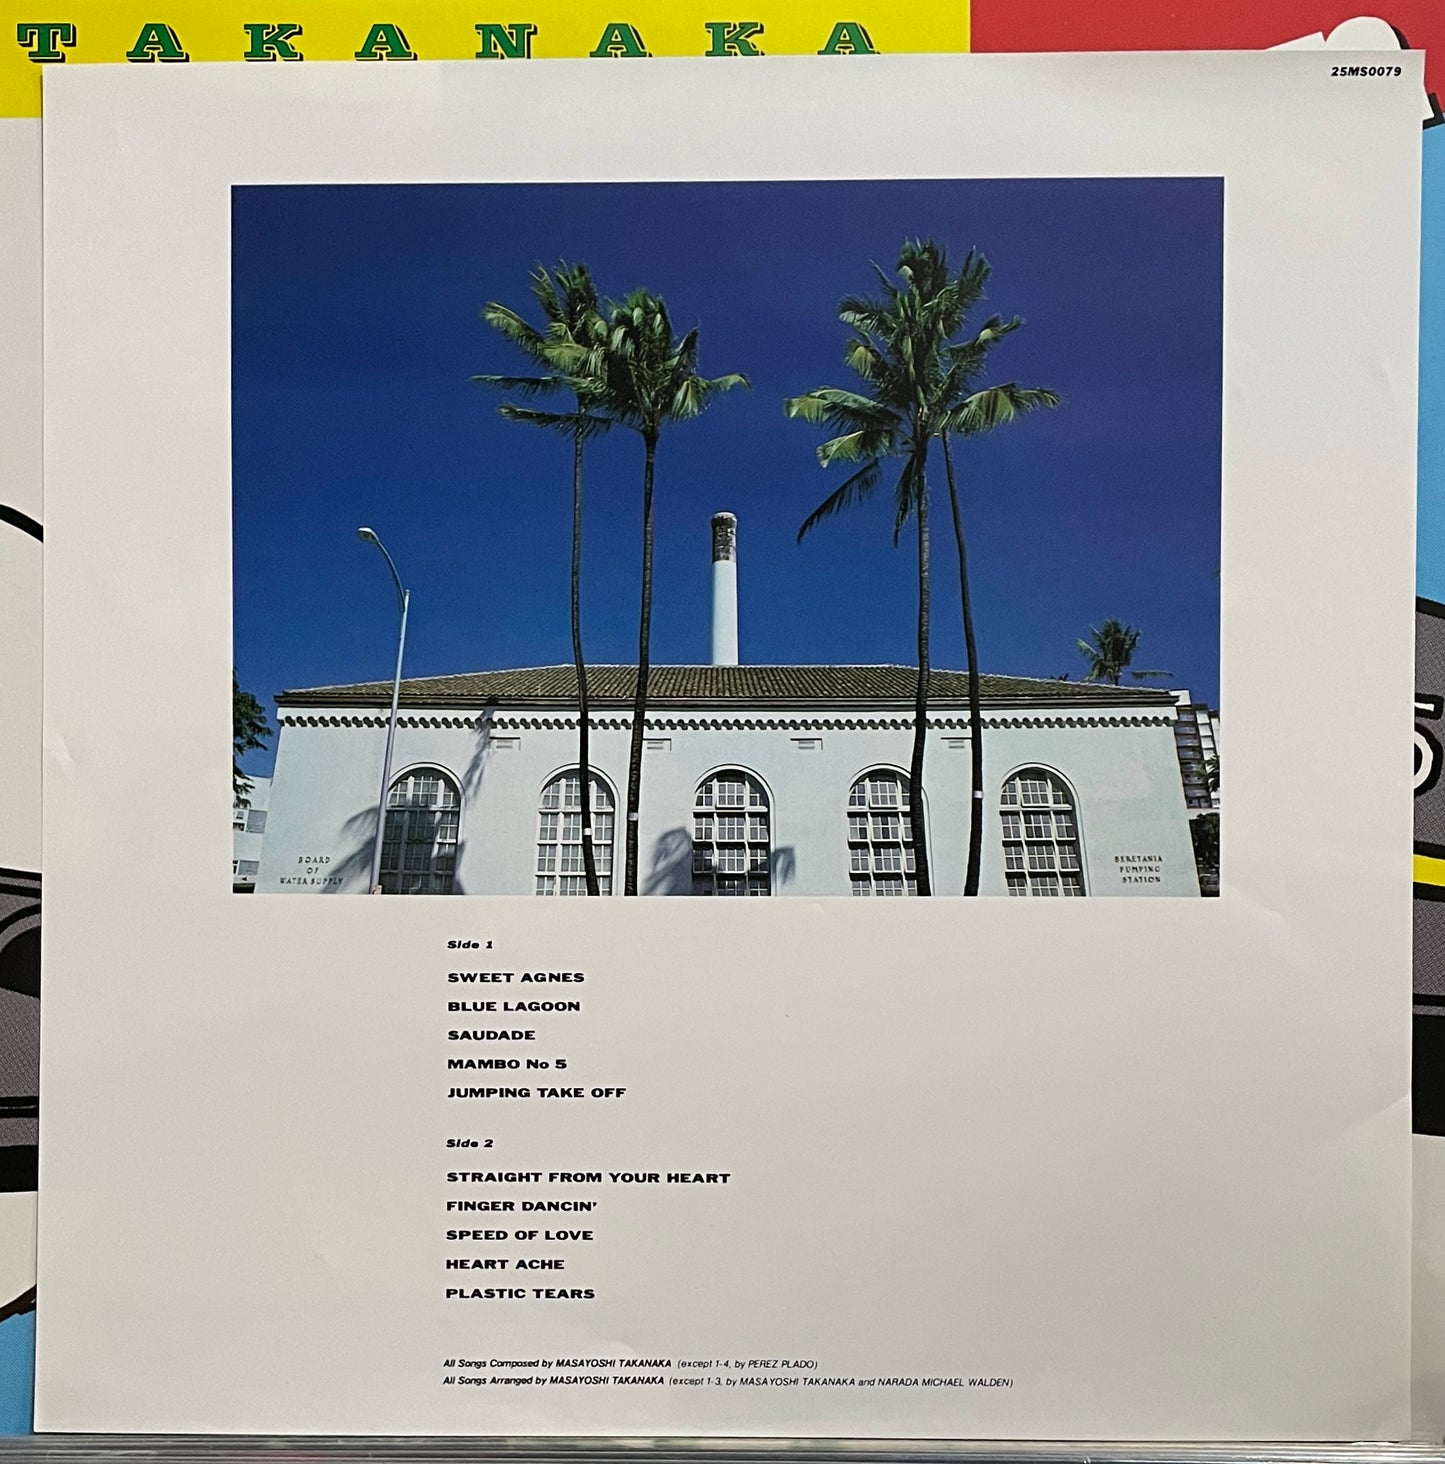 TAKANAKA
25MS0079
BOARD
OF
WATER SUPPLY
BERETANIA
PUMPING
STATION
Side 1
SWEET AGNES
BLUE LAGOON
SAUDADE
MAMBO No 5
JUMPING TAKE OFF
Side 2
STRAIGHT FROM YOUR HEART
FINGER DANCIN'
SPEED OF LOVE
HEART ACHE
PLASTIC TEARS
All Songs Composed by MASAYOSHI TAKANAKA (except 1-4, by PEREZ PLADO)
All Songs Arranged by MASAYOSHI TAKANAKA (except 1-3, by MASAYOSHI TAKANAKA and NARADA MICHAEL WALDEN)